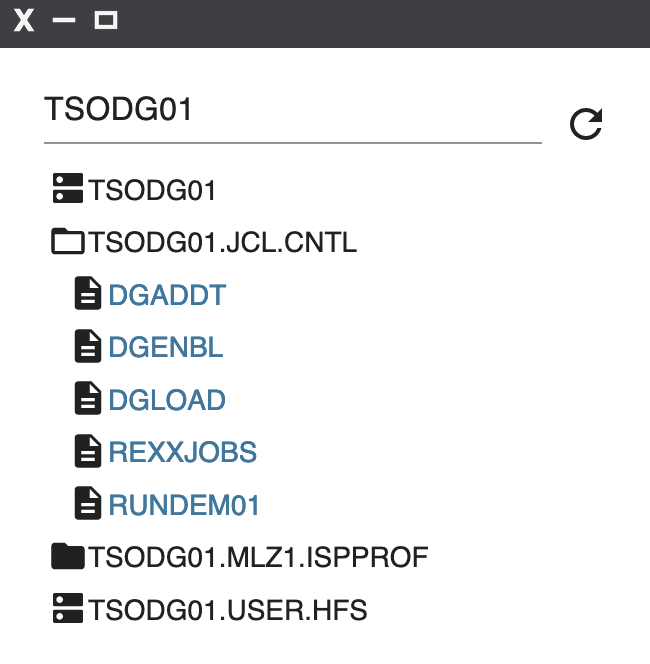 TSODG01
TSODG01
TSODG01.JCL.CNTL
DGADDT
DGENBL
DGLOAD
REXXJOBS
RUNDEM01
TSODG01.MLZ1.ISPPROF
TSODG01.USER.HFS